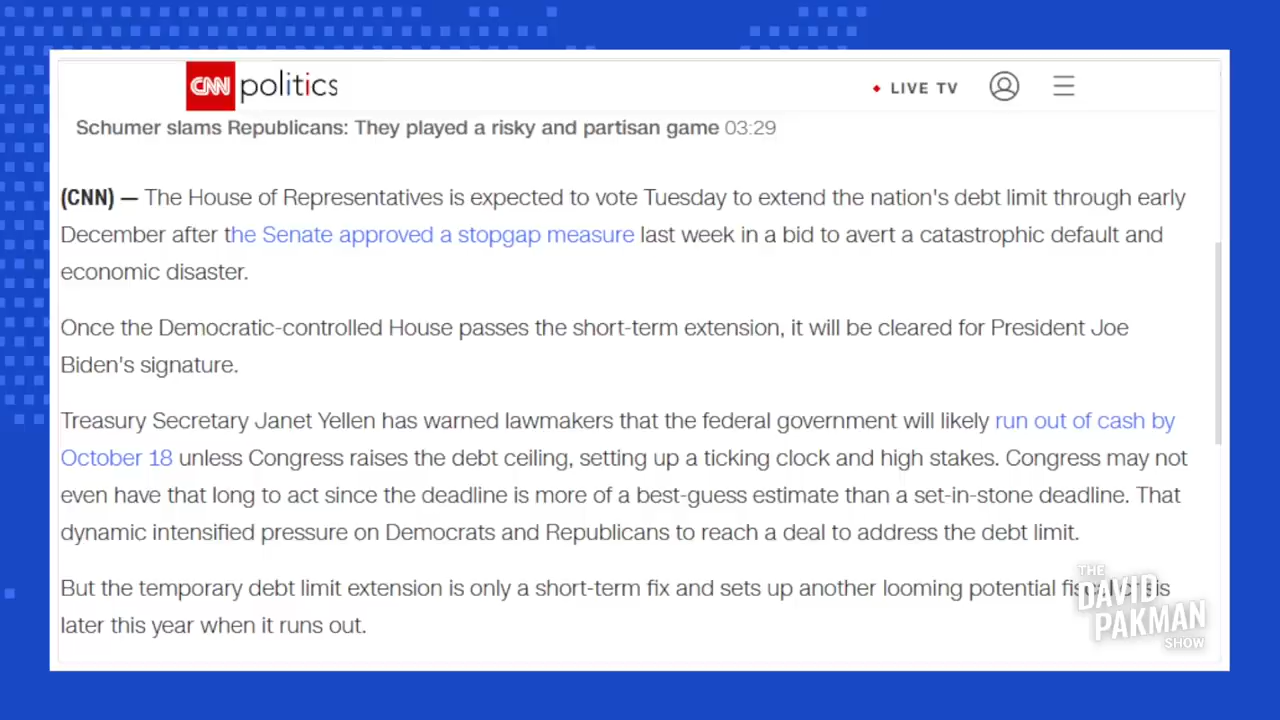 CNN politics
LIVE TV
Schumer slams Republicans: They played a risky and partisan game 03:29
(CNN) — The House of Representatives is expected to vote Tuesday to extend the nation's debt limit through early
December after the Senate approved a stopgap measure last week in a bid to avert a catastrophic default and
economic disaster.
Once the Democratic-controlled House passes the short-term extension, it will be cleared for President Joe
Biden's signature.
Treasury Secretary Janet Yellen has warned lawmakers that the federal government will likely run out of cash by
October 18 unless Congress raises the debt ceiling, setting up a ticking clock and high stakes. Congress may not
even have that long to act since the deadline is more of a best-guess estimate than a set-in-stone deadline. That
dynamic intensified pressure on Democrats and Republicans to reach a deal to address the debt limit.
But the temporary debt limit extension is only a short-term fix and sets up another looming potential fiscal crisis
later this year when it runs out.
THE
DAVID
PAKMAN
SHOW